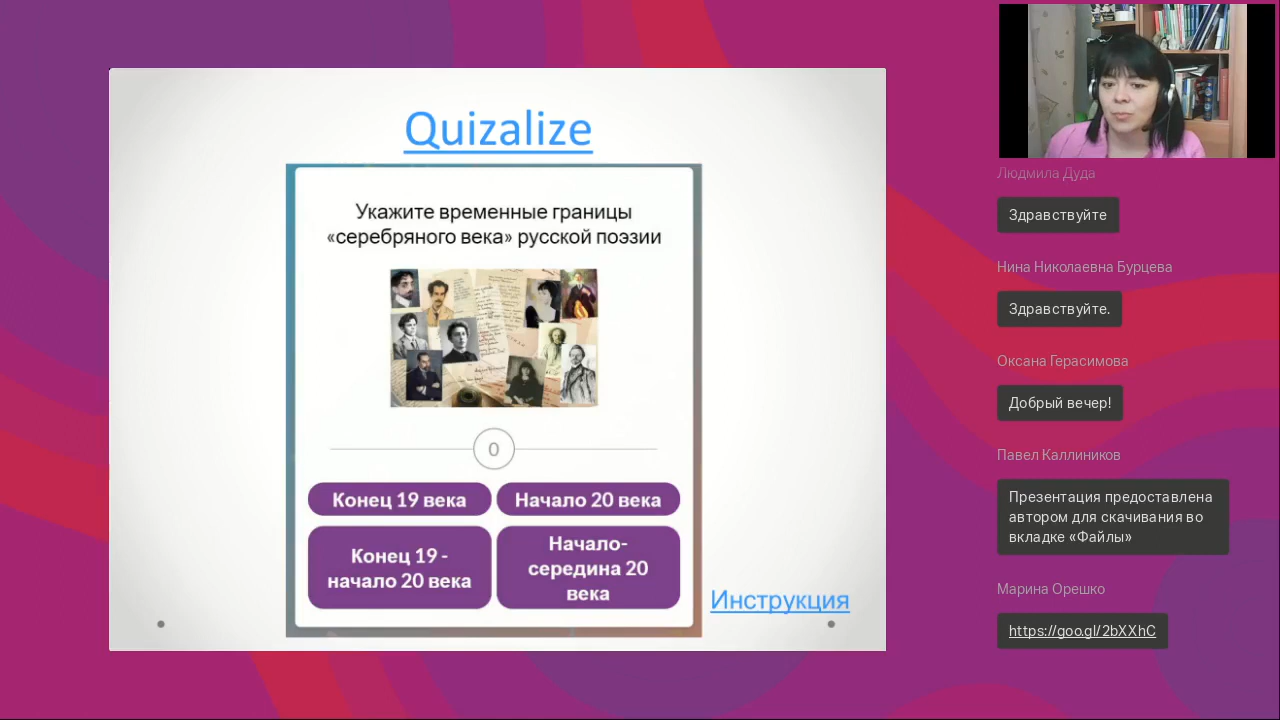 Quizalize
Укажите временные границы
«серебряного века» русской поэзии
0
Конец 19 века
Начало 20 века
Конец 19 -
начало 20 века
Начало-
середина 20
века
Инструкция
Людмила Дуда
Здравствуйте
Нина Николаевна Бурцева
Здравствуйте.
Оксана Герасимова
Добрый вечер!
Павел Каллиников
Презентация предоставлена
автором для скачивания во
вкладке «Файлы»
Марина Орешко
https://goo.gl/2bXXhC